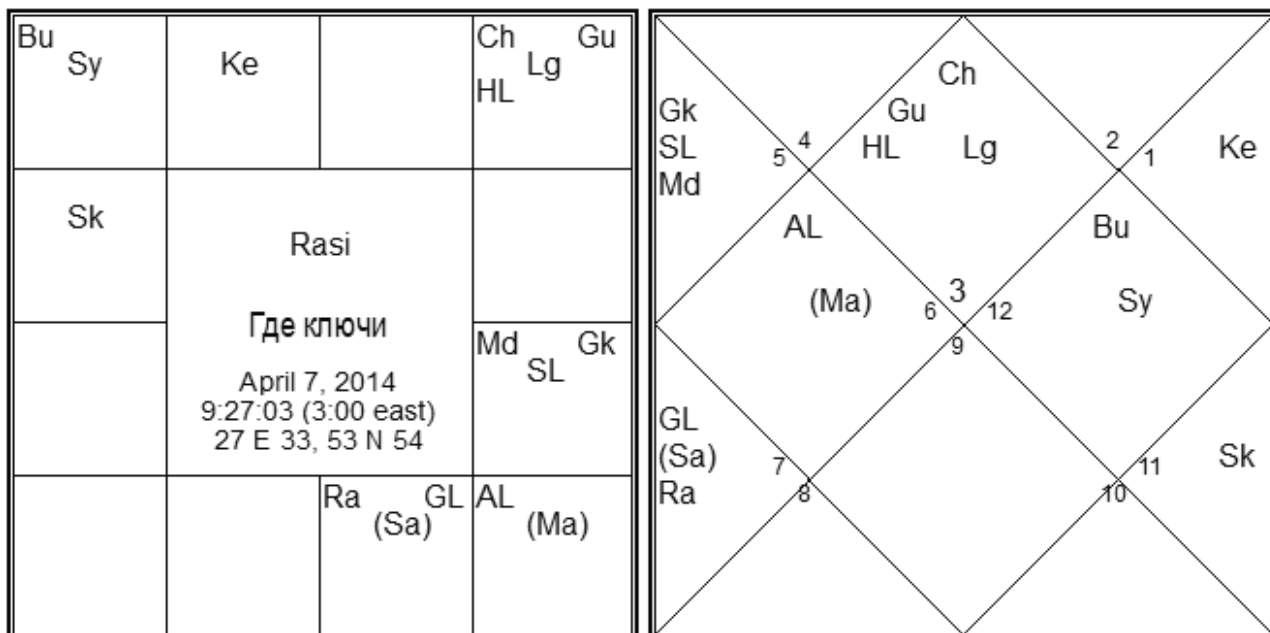 Bu
Sy
Ke
Ch Gu
Lg
HL
Sk
Rasi
Где ключи
April 7, 2014
9:27:03 (3:00 east)
27 E 33, 53 N 54
Md Gk
SL
Ra GL
(Sa)
AL
(Ma)
Ch
Gu
HL Lg
Gk
SL
Md
4
5
2
1
Ke
AL
(Ma)
Bu
Sy
6 3 12
9
GL
(Sa)
Ra
7
8
11
10
Sk